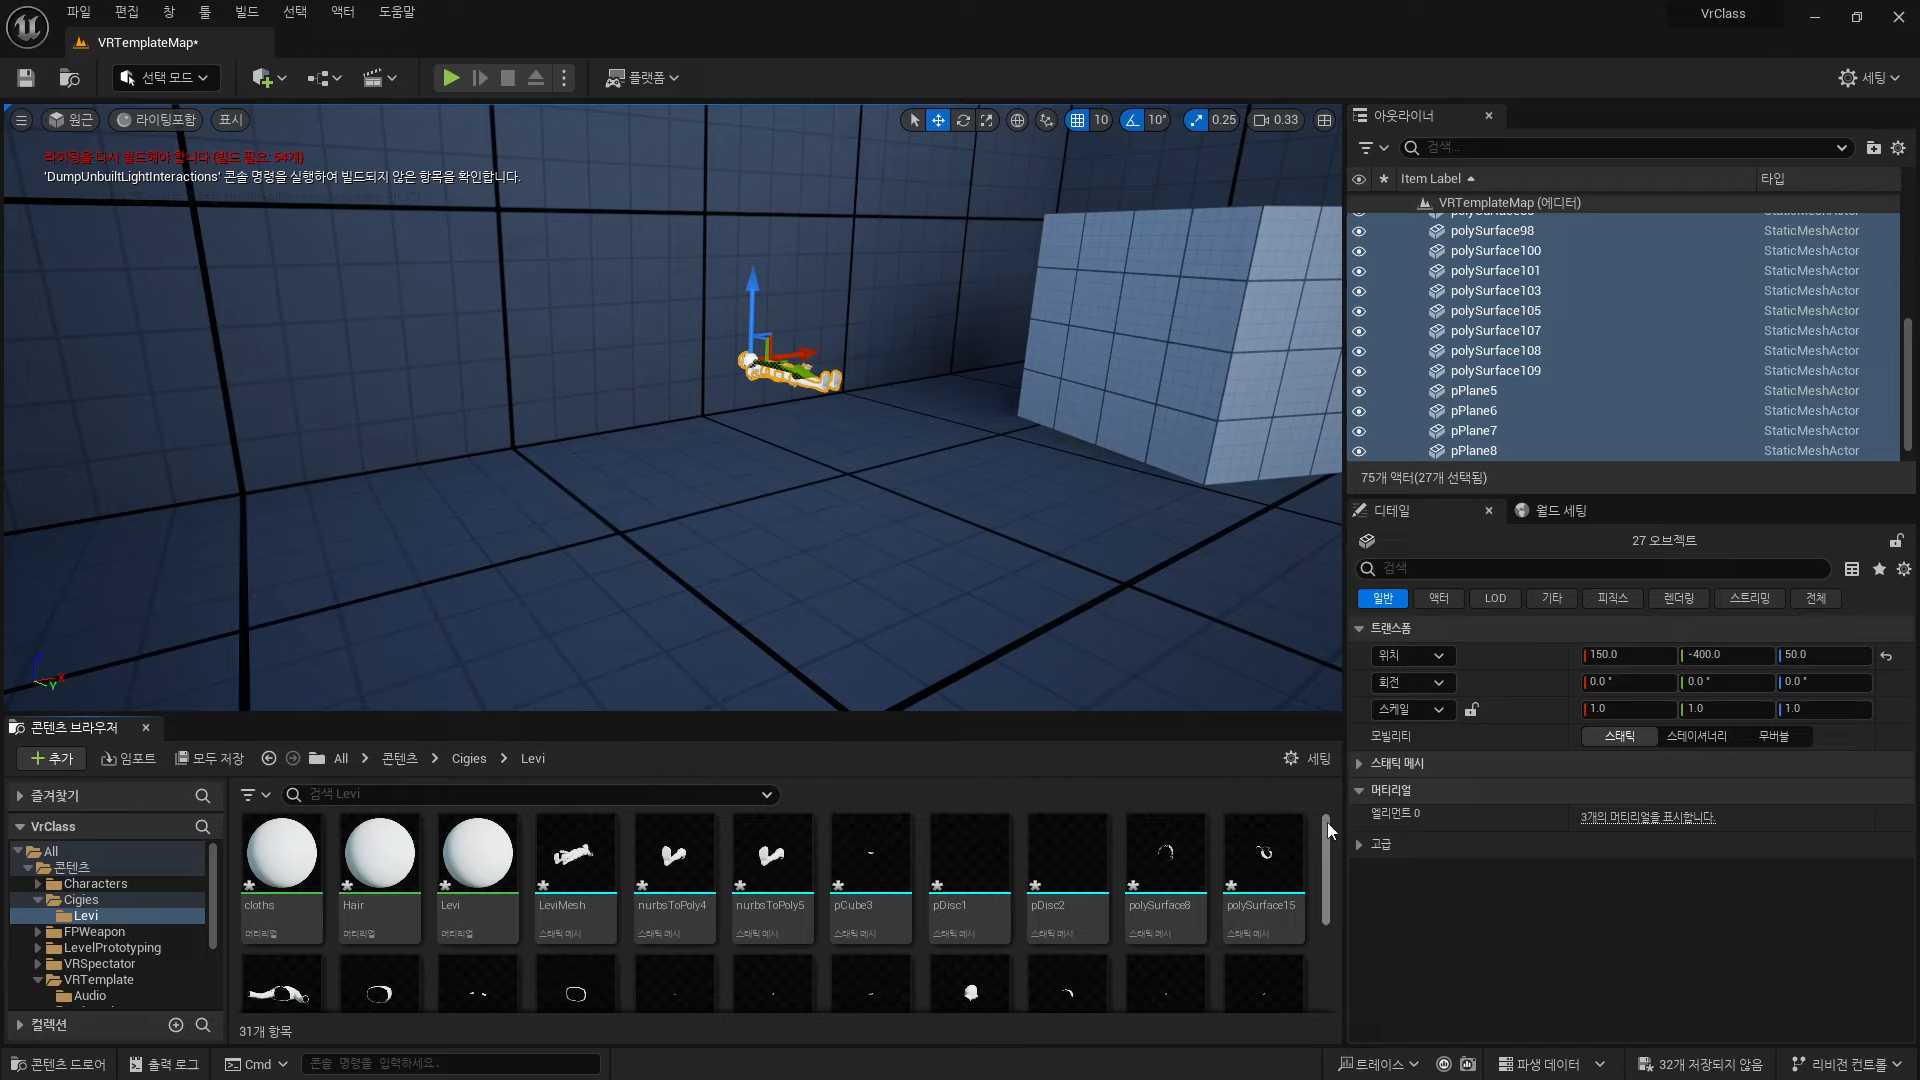 파일 편집 창 툴 빌드 선택 액터 도움말
VrClass
VRTemplateMap*
선택 모드
플랫폼
세팅
원근 라이팅포함 표시
10 10° 0.25 0.33
라이팅을 다시 빌드해야 합니다 (빌드 필요: 54개)
'DumpUnbuiltLightInteractions' 콘솔 명령을 실행하여 빌드되지 않은 항목을 확인합니다.
X
Y
아웃라이너
검색...
Item Label 타입
VRTemplateMap (에디터)
polySurface98 StaticMeshActor
polySurface100 StaticMeshActor
polySurface101 StaticMeshActor
polySurface103 StaticMeshActor
polySurface105 StaticMeshActor
polySurface107 StaticMeshActor
polySurface108 StaticMeshActor
polySurface109 StaticMeshActor
pPlane5 StaticMeshActor
pPlane6 StaticMeshActor
pPlane7 StaticMeshActor
pPlane8 StaticMeshActor
75개 액터(27개 선택됨)
디테일 월드 세팅
27 오브젝트
검색
일반 액터 LOD 기타 피직스 렌더링 스트리밍 전체
트랜스폼
위치 150.0 -400.0 50.0
회전 0.0 ° 0.0 ° 0.0 °
스케일 1.0 1.0 1.0
모빌리티 스태틱 스테이셔너리 무버블
스태틱 메시
머티리얼
엘리먼트 0 3개의 머티리얼을 표시합니다.
고급
콘텐츠 브라우저
추가 임포트 모두 저장 All 콘텐츠 Cigies Levi 세팅
즐겨찾기
검색 Levi
VrClass
All
콘텐츠
Characters
Cigies
Levi
FPWeapon
LevelPrototyping
VRSpectator
VRTemplate
Audio
컬렉션
cloths Hair Levi LeviMesh nurbsToPoly4 nurbsToPoly5 pCube3 pDisc1 pDisc2 polySurface8 polySurface15
머티리얼 머티리얼 머티리얼 스태틱 메시 스태틱 메시 스태틱 메시 스태틱 메시 스태틱 메시 스태틱 메시 스태틱 메시 스태틱 메시
31개 항목
콘텐츠 드로어 출력 로그 Cmd 콘솔 명령을 입력하세요. 트레이스 파생 데이터 32개 저장되지 않음 리비전 컨트롤